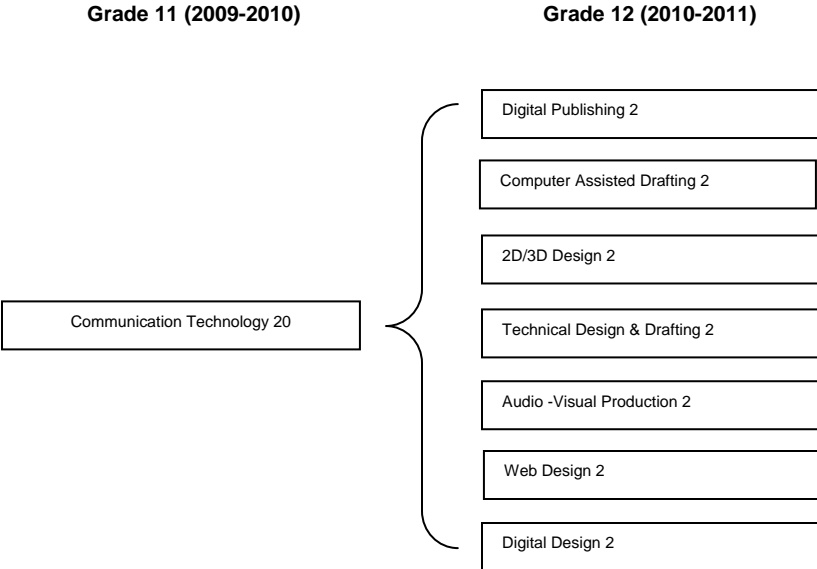 Grade 11 (2009-2010)
Grade 12 (2010-2011)
Digital Publishing 2
Computer Assisted Drafting 2
2D/3D Design 2
Communication Technology 20
Technical Design & Drafting 2
Audio -Visual Production 2
Web Design 2
Digital Design 2